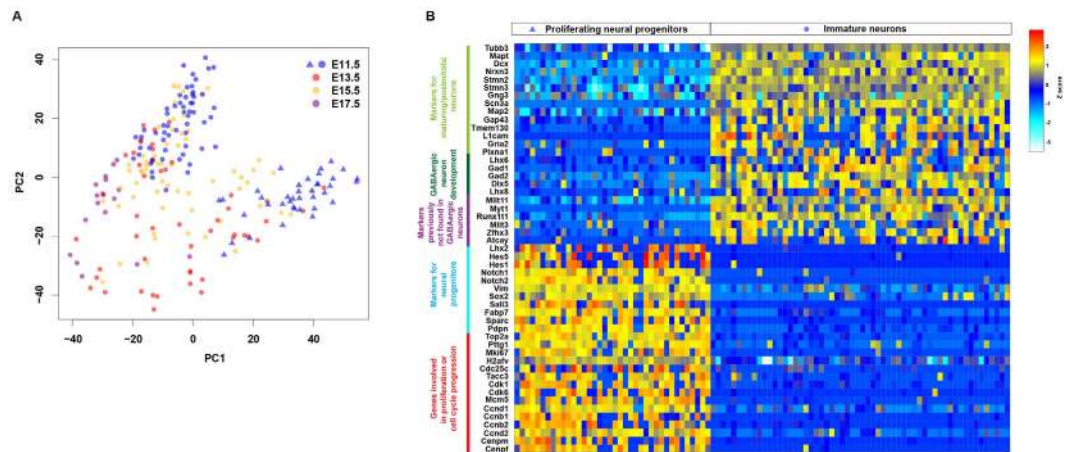 A
B
Proliferating neural progenitors
Immature neurons
E11.5
E13.5
E15.5
E17.5
40
20
0
−20
−40
PC2
−40
−20
0
20
40
PC1
Markers for
maturing/postmitotic
neurons
GABAergic
neuron
development
Markers
previously
not found in
GABAergic
neurons
Markers for
neural
progenitors
Genes involved
in proliferation or
cell cycle progression
Tubb3
Mapt
Dcx
Nrxn3
Stmn2
Stmn3
Gng3
Scn3a
Map2
Gap43
Tmem130
L1cam
Gria2
Plxna1
Lhx6
Gad1
Gad2
Dlx5
Lhx8
Mllt11
Myt1
Runx1t1
Mllt3
Zfhx3
Atcay
Lhx2
Hes5
Hes1
Notch1
Notch2
Vim
Sox2
Sall3
Fabp7
Sparc
Pdpn
Top2a
Pttg1
Mki67
H2afv
Cdc25c
Tacc3
Cdk1
Cdk6
Mcm5
Ccnd1
Ccnb1
Ccnb2
Ccnd2
Cenpm
Cenpf